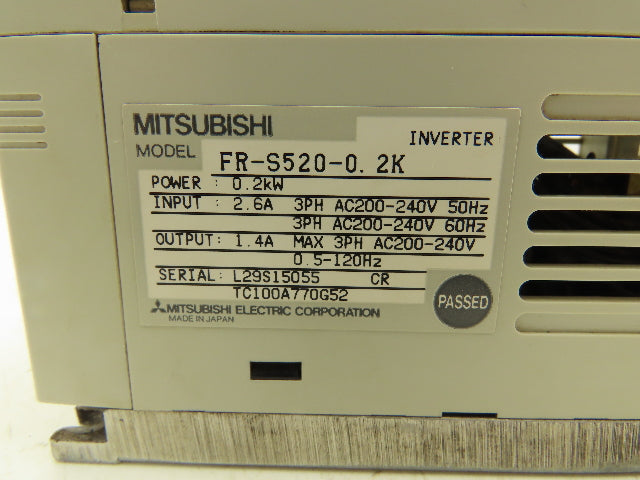 MITSUBISHI
INVERTER
MODEL FR-S520-0.2K
POWER : 0.2kW
INPUT : 2.6A 3PH AC200-240V 50Hz
3PH AC200-240V 60Hz
OUTPUT: 1.4A MAX 3PH AC200-240V
0.5-120Hz
SERIAL: L29S15055 CR
TC100A770G52
PASSED
MITSUBISHI ELECTRIC CORPORATION
MADE IN JAPAN